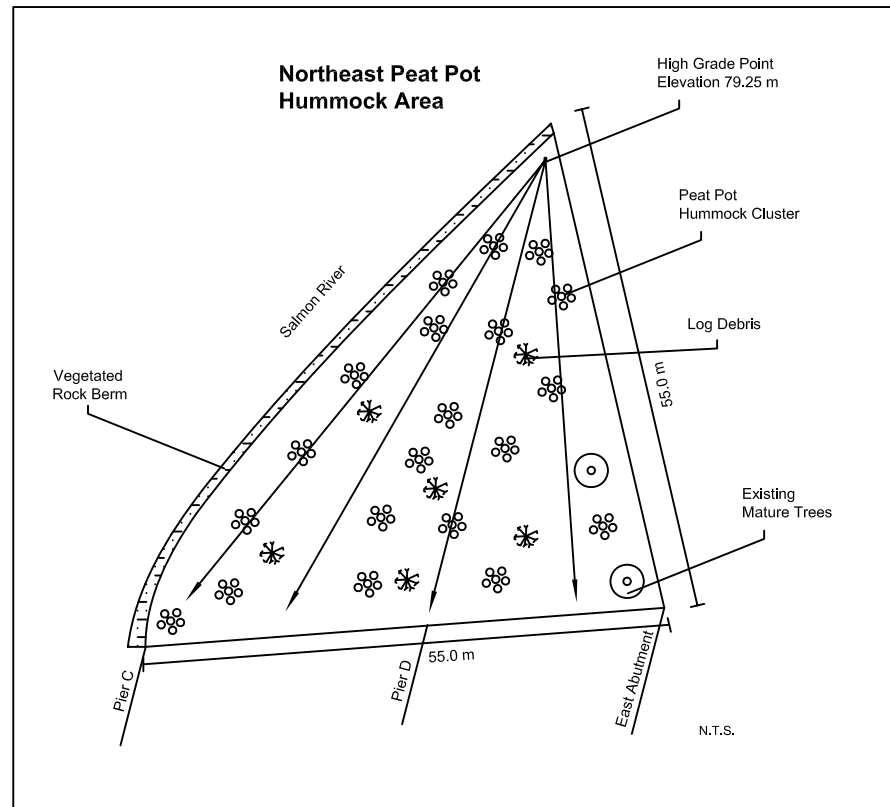 Northeast Peat Pot
Hummock Area
High Grade Point
Elevation 79.25 m
Peat Pot
Hummock Cluster
Salmon River
Log Debris
Vegetated
Rock Berm
55.0 m
Existing
Mature Trees
55.0 m
Pier C
Pier D
East Abutment
N.T.S.